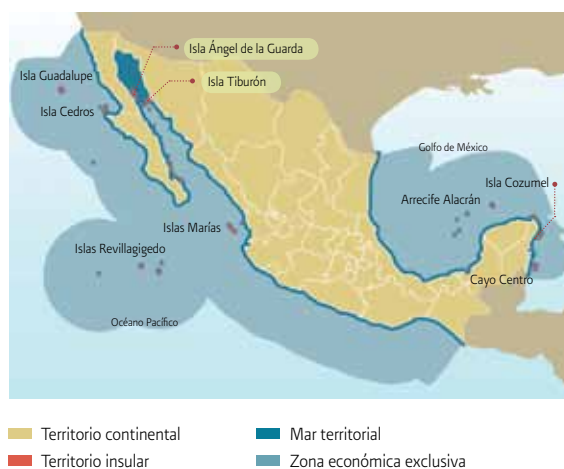 Isla Ángel de la Guarda
Isla Guadalupe
Isla Tiburón
Isla Cedros
Golfo de México
Isla Cozumel
Arrecife Alacrán
Islas Marías
Islas Revillagigedo
Cayo Centro
Océano Pacífico
Territorio continental
Mar territorial
Territorio insular
Zona económica exclusiva